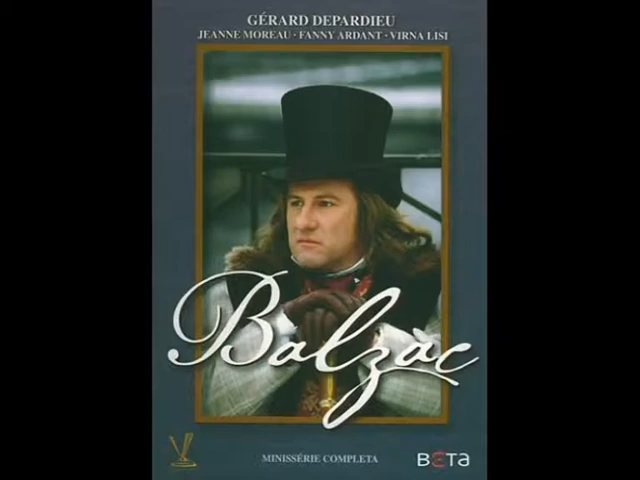 GÉRARD DEPARDIEU
JEANNE MOREAU · FANNY ARDANT · VIRNA LISI
Balzac
MINISSÉRIE COMPLETA
BETA